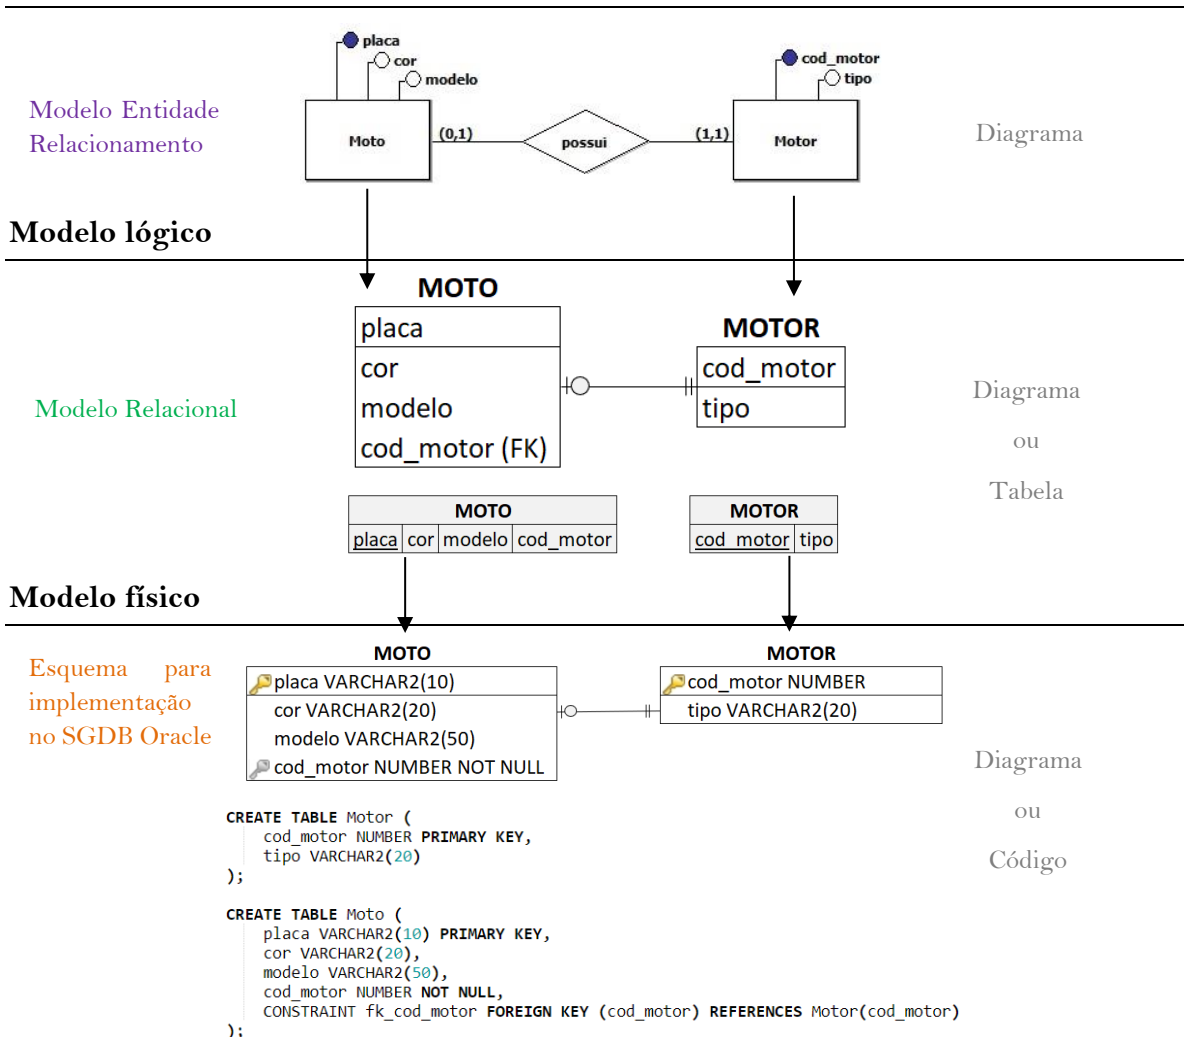 placa
cor
modelo
cod_motor
tipo
Modelo Entidade
Relacionamento
Moto
(0,1)
possui
(1,1)
Motor
Diagrama
Modelo lógico
MOTO
placa
cor
modelo
cod_motor (FK)
MOTOR
cod_motor
tipo
Modelo Relacional
Diagrama
ou
Tabela
MOTO
placa cor modelo cod_motor
MOTOR
cod_motor tipo
Modelo físico
Esquema para
implementação
no SGDB Oracle
MOTO
placa VARCHAR2(10)
cor VARCHAR2(20)
modelo VARCHAR2(50)
cod_motor NUMBER NOT NULL
MOTOR
cod_motor NUMBER
tipo VARCHAR2(20)
Diagrama
ou
Código
CREATE TABLE Motor (
cod_motor NUMBER PRIMARY KEY,
tipo VARCHAR2(20)
);
CREATE TABLE Moto (
placa VARCHAR2(10) PRIMARY KEY,
cor VARCHAR2(20),
modelo VARCHAR2(50),
cod_motor NUMBER NOT NULL,
CONSTRAINT fk_cod_motor FOREIGN KEY (cod_motor) REFERENCES Motor(cod_motor)
);